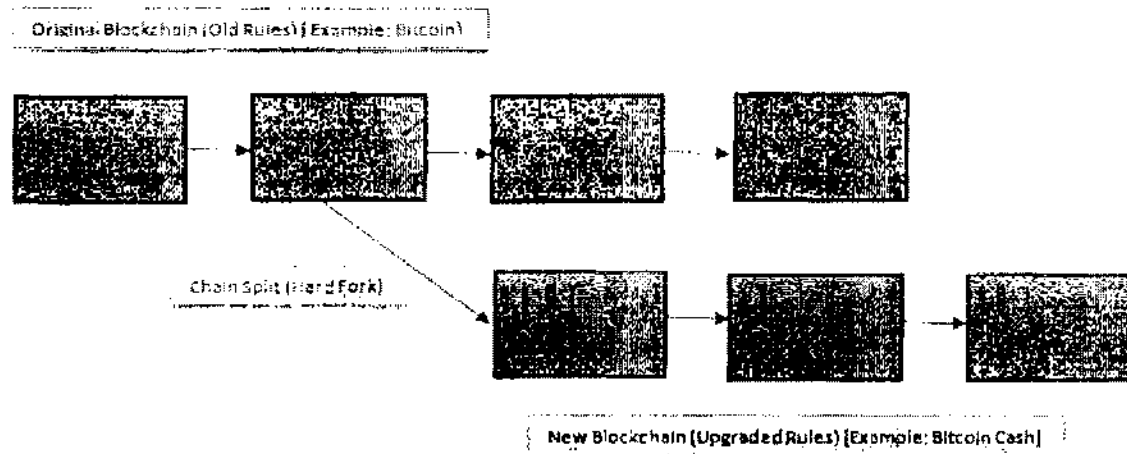 Original Blockchain (Old Rules) [Example: Bitcoin]
Chain Split (Hard Fork)
New Blockchain (Upgraded Rules) [Example: Bitcoin Cash]